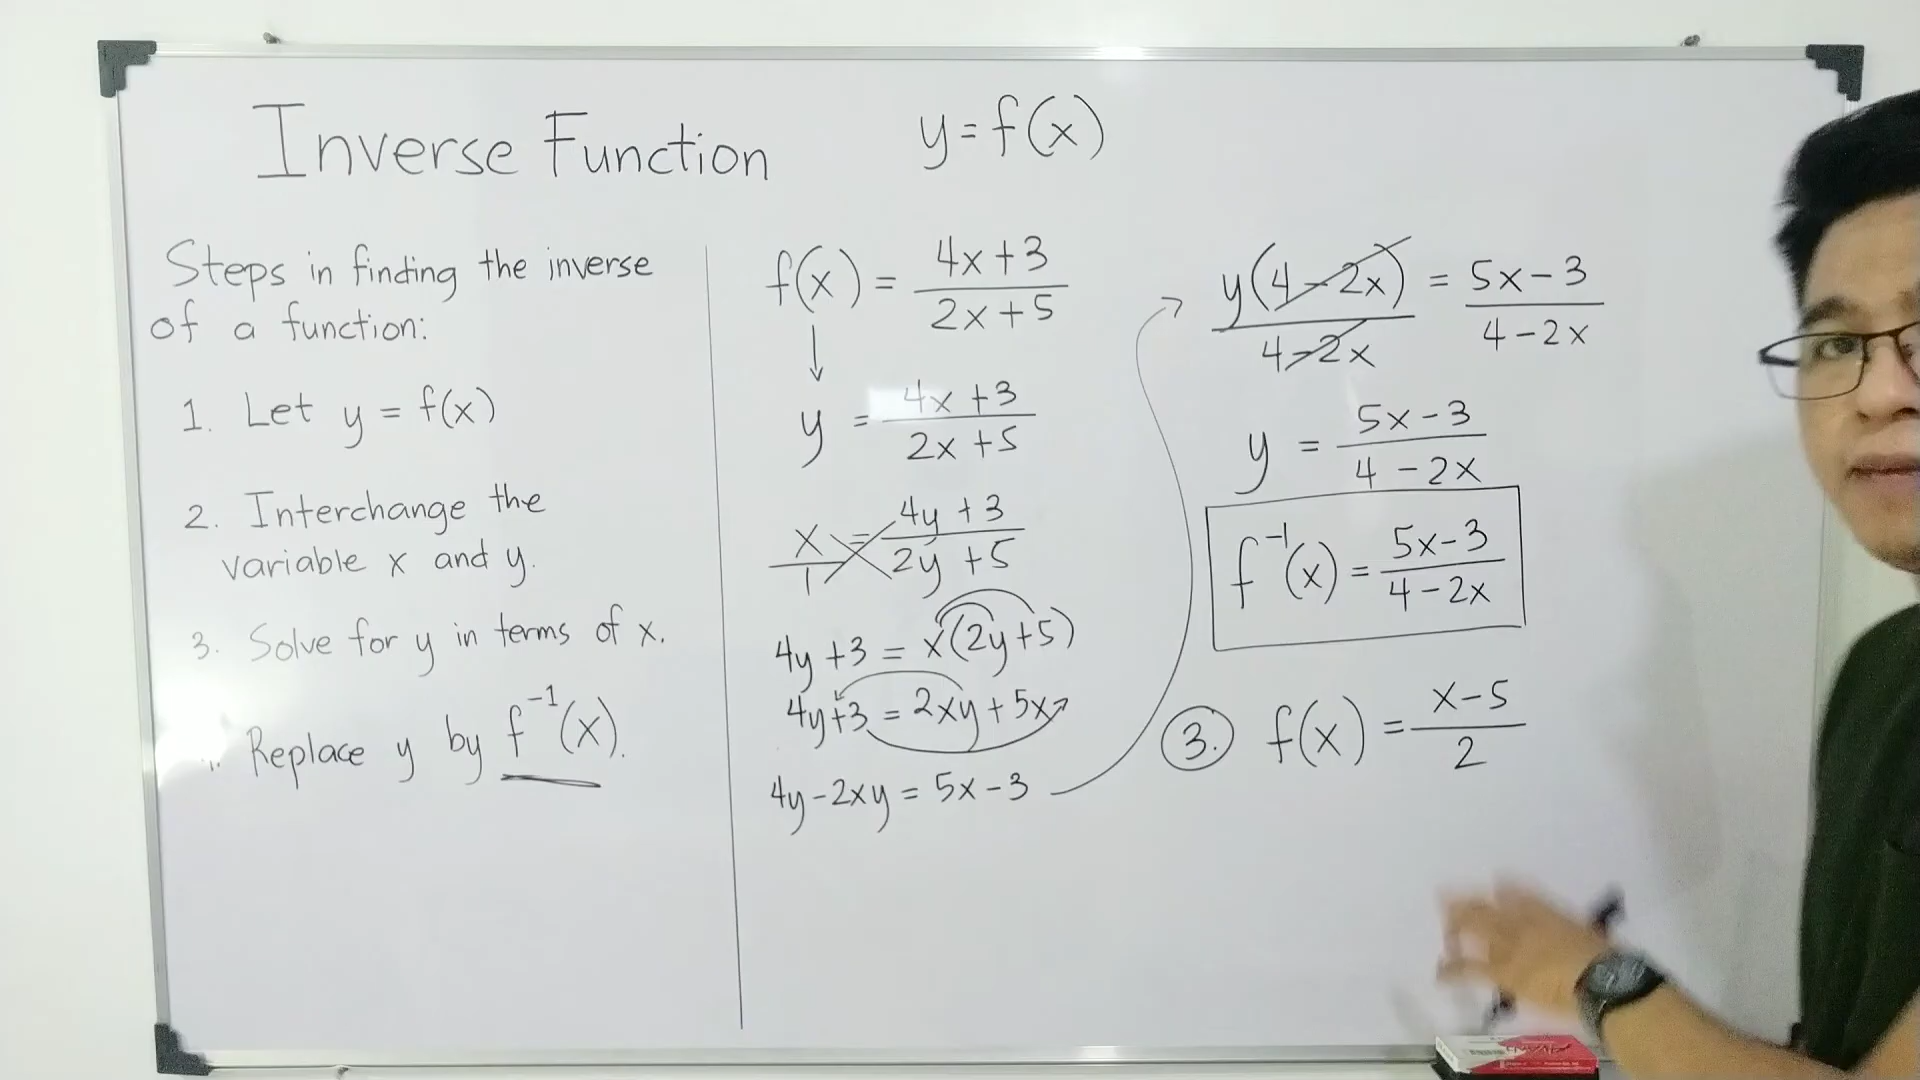 Inverse Function
y = f(x)
Steps in finding the inverse
of a function:
1. Let y = f(x)
2. Interchange the
variable x and y.
3. Solve for y in terms of x.
Replace y by f⁻¹(x).
f(x) = (4x + 3)/(2x + 5)
↓
y = (4x + 3)/(2x + 5)
x/1 = (4y + 3)/(2y + 5)
4y + 3 = x(2y + 5)
4y + 3 = 2xy + 5x
4y - 2xy = 5x - 3
y(4 - 2x)/(4 - 2x) = (5x - 3)/(4 - 2x)
y = (5x - 3)/(4 - 2x)
f⁻¹(x) = (5x - 3)/(4 - 2x)
3. f(x) = (x - 5)/2